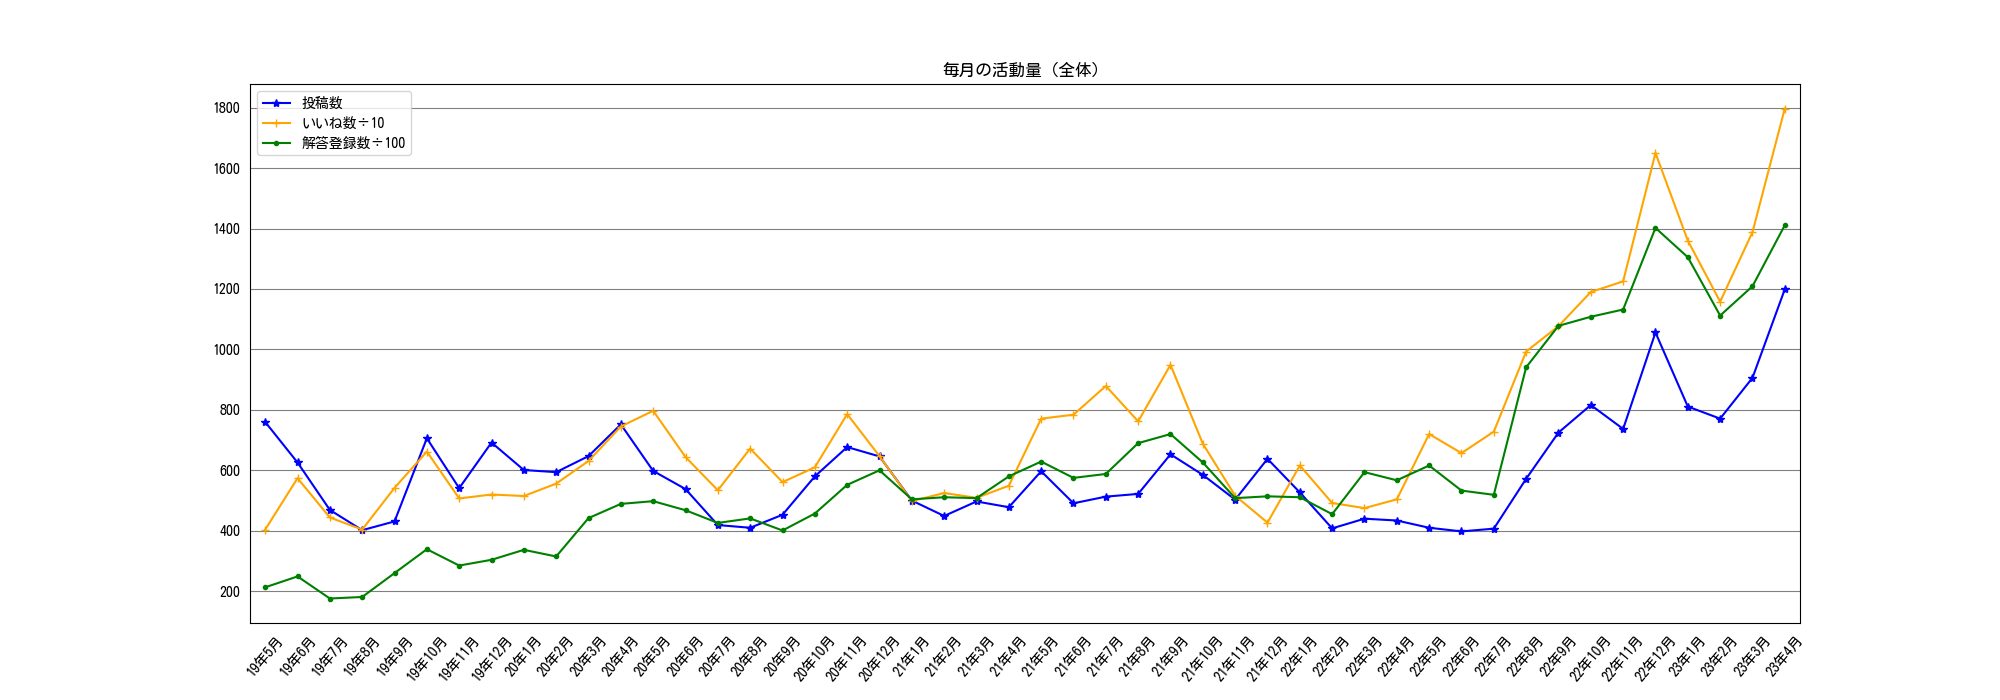 毎月の活動量（全体）
投稿数
いいね数÷10
解答登録数÷100
1800
1600
1400
1200
1000
800
600
400
200
19年5月
19年6月
19年7月
19年8月
19年9月
19年10月
19年11月
19年12月
20年1月
20年2月
20年3月
20年4月
20年5月
20年6月
20年7月
20年8月
20年9月
20年10月
20年11月
20年12月
21年1月
21年2月
21年3月
21年4月
21年5月
21年6月
21年7月
21年8月
21年9月
21年10月
21年11月
21年12月
22年1月
22年2月
22年3月
22年4月
22年5月
22年6月
22年7月
22年8月
22年9月
22年10月
22年11月
22年12月
23年1月
23年2月
23年3月
23年4月